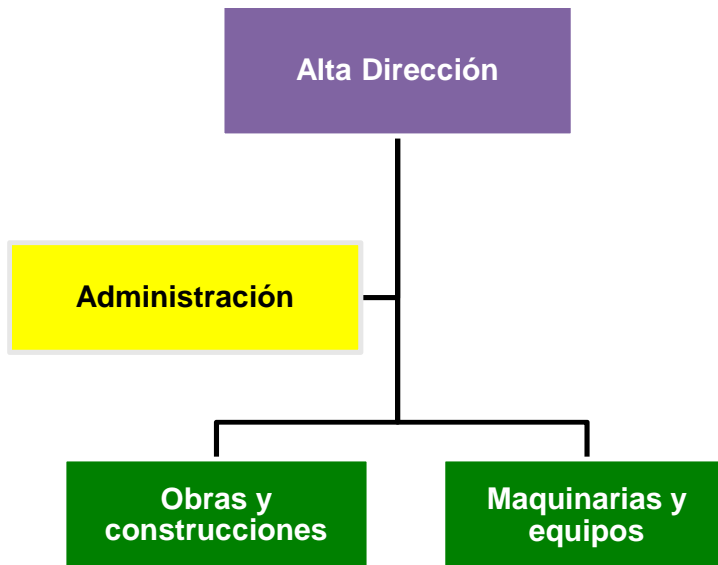 Alta Dirección
Administración
Obras y
construcciones
Maquinarias y
equipos